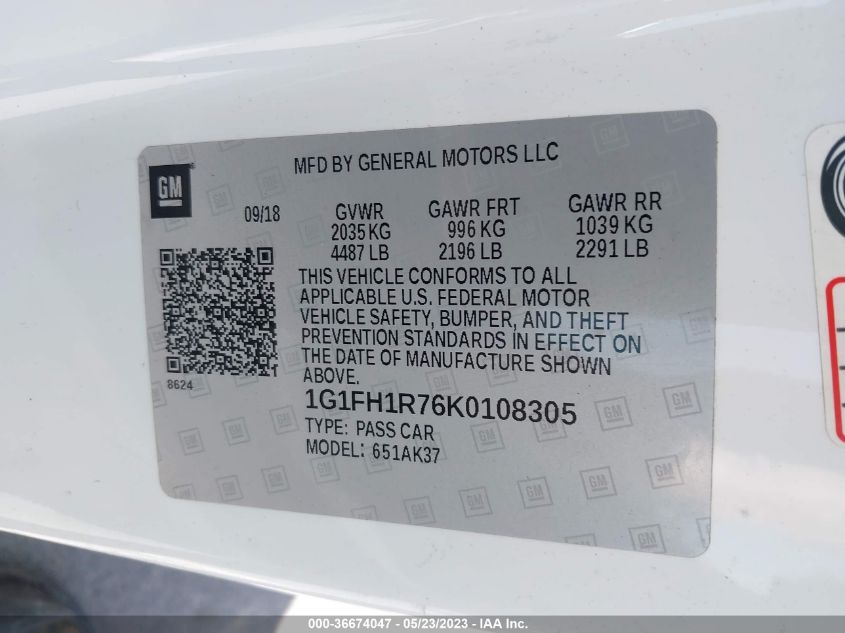 MFD BY GENERAL MOTORS LLC
GM
09/18
GVWR GAWR FRT GAWR RR
2035 KG 996 KG 1039 KG
4487 LB 2196 LB 2291 LB
THIS VEHICLE CONFORMS TO ALL
APPLICABLE U.S. FEDERAL MOTOR
VEHICLE SAFETY, BUMPER, AND THEFT
PREVENTION STANDARDS IN EFFECT ON
THE DATE OF MANUFACTURE SHOWN
ABOVE.
8624
1G1FH1R76K0108305
TYPE: PASS CAR
MODEL: 651AK37
000-36674047 - 05/23/2023 - IAA Inc.